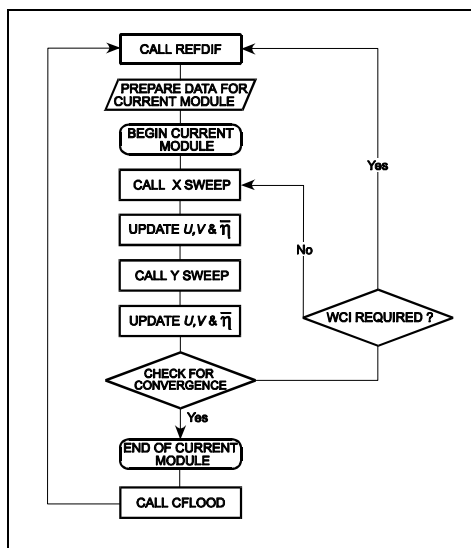 CALL REFDIF
PREPARE DATA FOR
CURRENT MODULE
BEGIN CURRENT
MODULE
Yes
CALL X SWEEP
UPDATE U,V & η̅
No
CALL Y SWEEP
UPDATE U,V & η̅
WCI REQUIRED ?
CHECK FOR
CONVERGENCE
Yes
END OF CURRENT
MODULE
CALL CFLOOD